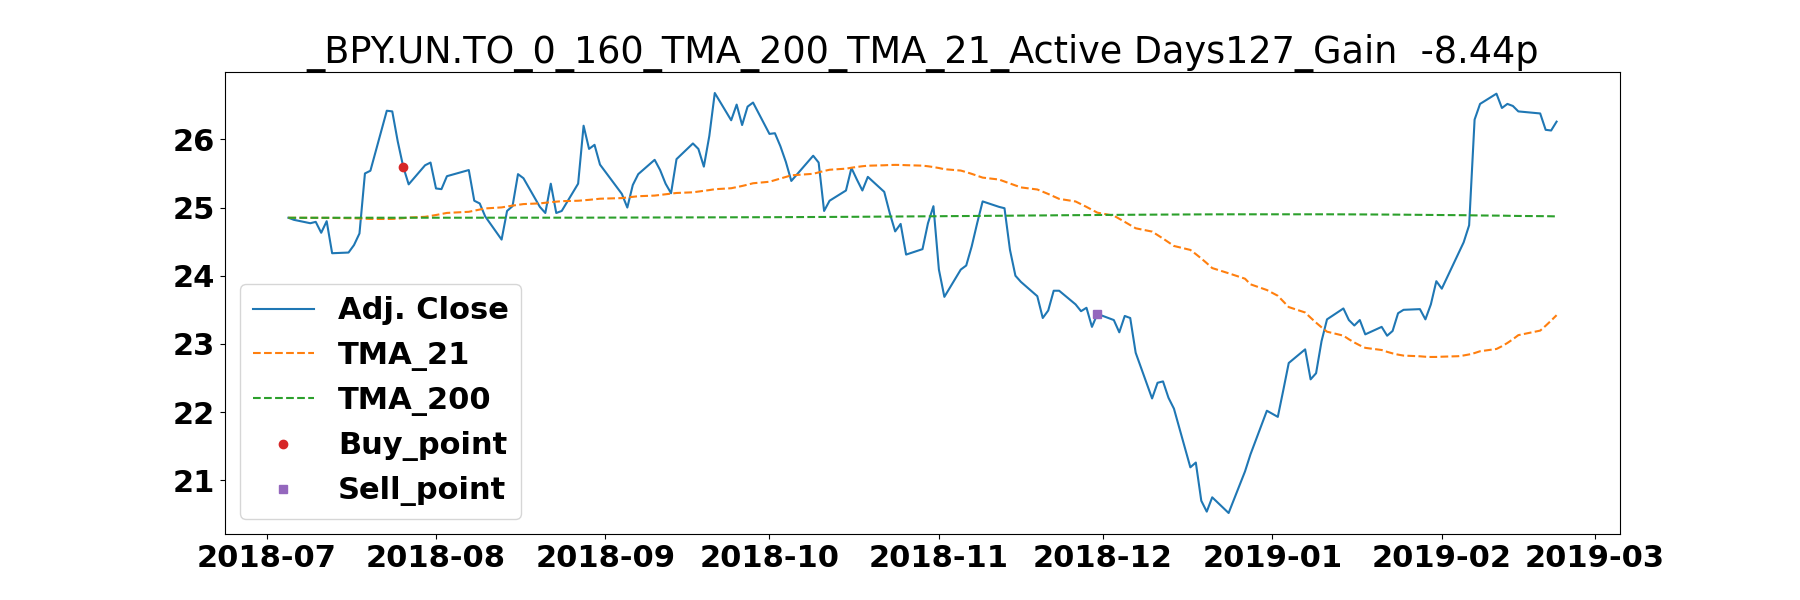 _BPY.UN.TO_0_160_TMA_200_TMA_21_Active Days127_Gain  -8.44p
26
25
24
23
22
21
Adj. Close
TMA_21
TMA_200
Buy_point
Sell_point
2018-07 2018-08 2018-09 2018-10 2018-11 2018-12 2019-01 2019-02 2019-03